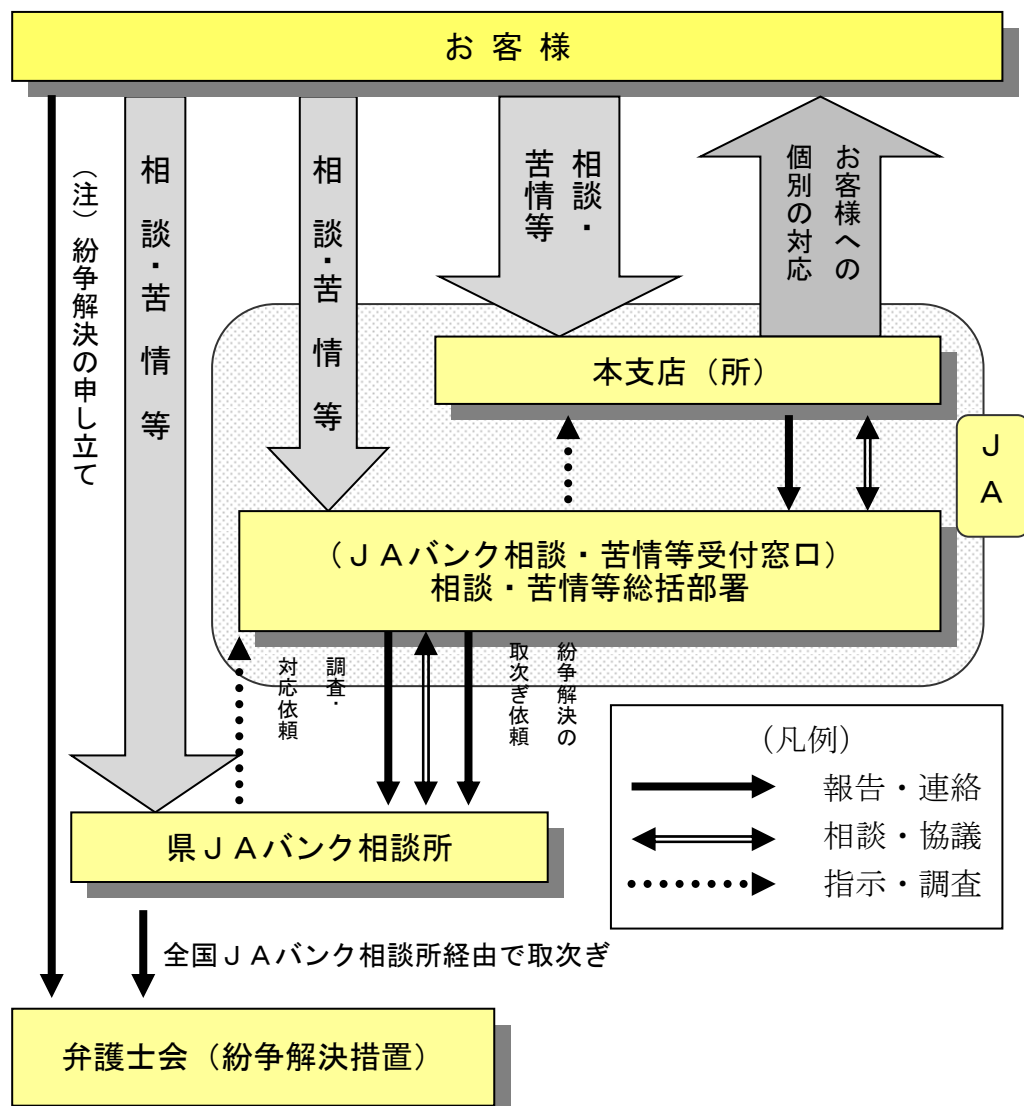 お 客 様
(注) 紛争解決の申し立て
相 談・苦 情 等
相 談・苦 情 等
相談・
苦情等
お客様への
個別の対応
本支店（所）
ＪＡ
（ＪＡバンク相談・苦情等受付窓口）
相談・苦情等総括部署
調査・
対応依頼
紛争解決の
取次ぎ依頼
（凡例）
報告・連絡
相談・協議
指示・調査
県ＪＡバンク相談所
全国ＪＡバンク相談所経由で取次ぎ
弁護士会（紛争解決措置）